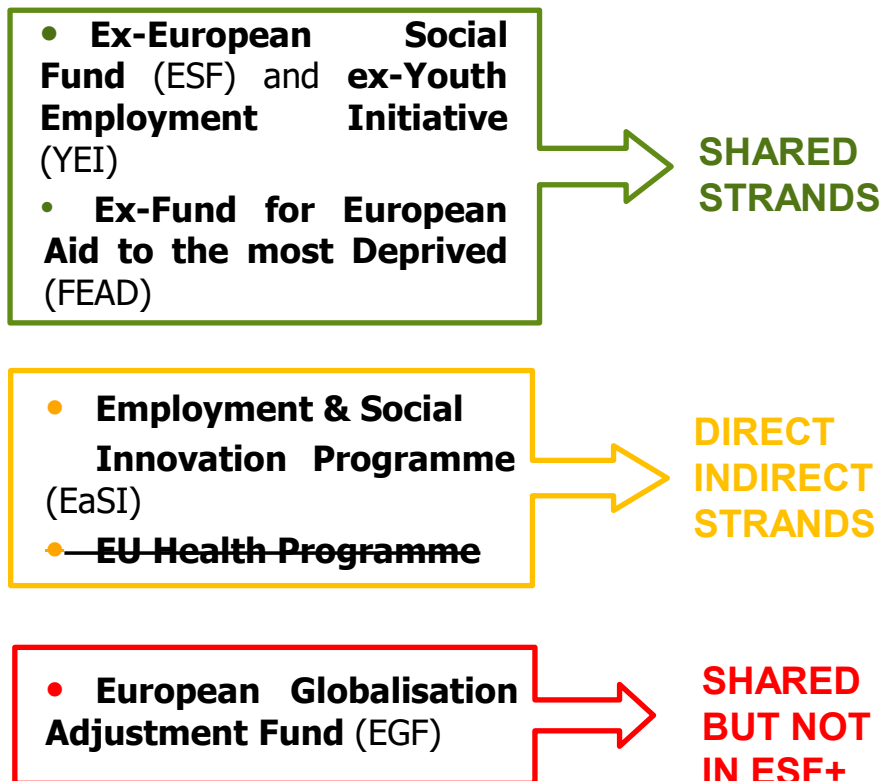 • Ex-European Social
Fund (ESF) and ex-Youth
Employment Initiative
(YEI)
• Ex-Fund for European
Aid to the most Deprived
(FEAD)
SHARED
STRANDS
• Employment & Social
Innovation Programme
(EaSI)
• EU Health Programme
DIRECT
INDIRECT
STRANDS
• European Globalisation
Adjustment Fund (EGF)
SHARED
BUT NOT
IN ESF+